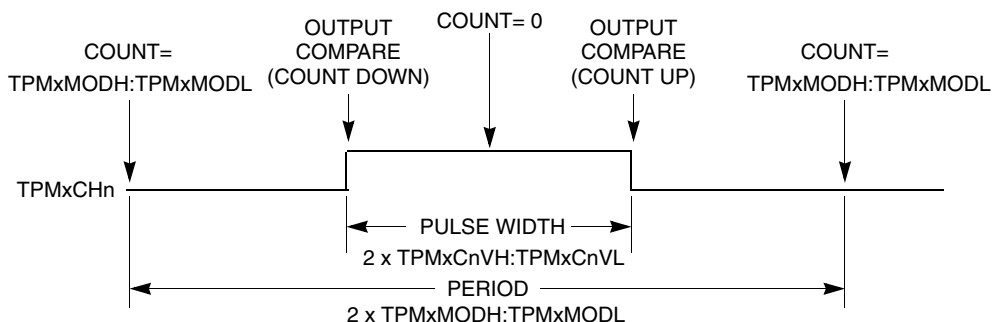 COUNT=
TPMxMODH:TPMxMODL
OUTPUT
COMPARE
(COUNT DOWN)
COUNT= 0
OUTPUT
COMPARE
(COUNT UP)
COUNT=
TPMxMODH:TPMxMODL
TPMxCHn
PULSE WIDTH
2 x TPMxCnVH:TPMxCnVL
PERIOD
2 x TPMxMODH:TPMxMODL